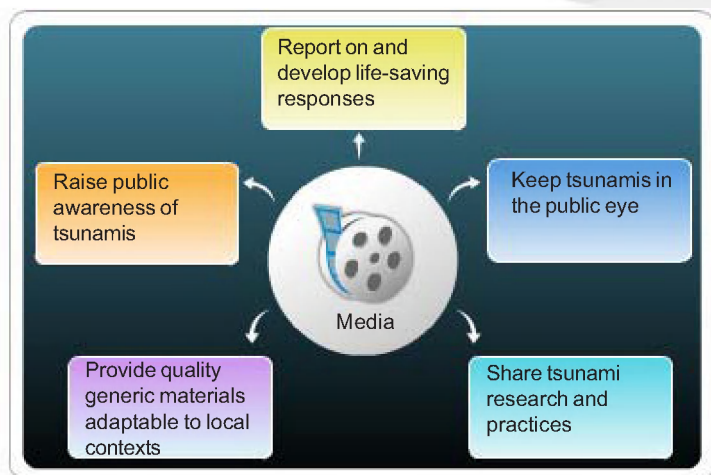 Report on and
develop life-saving
responses
Raise public
awareness of
tsunamis
Keep tsunamis in
the public eye
Media
Provide quality
generic materials
adaptable to local
contexts
Share tsunami
research and
practices